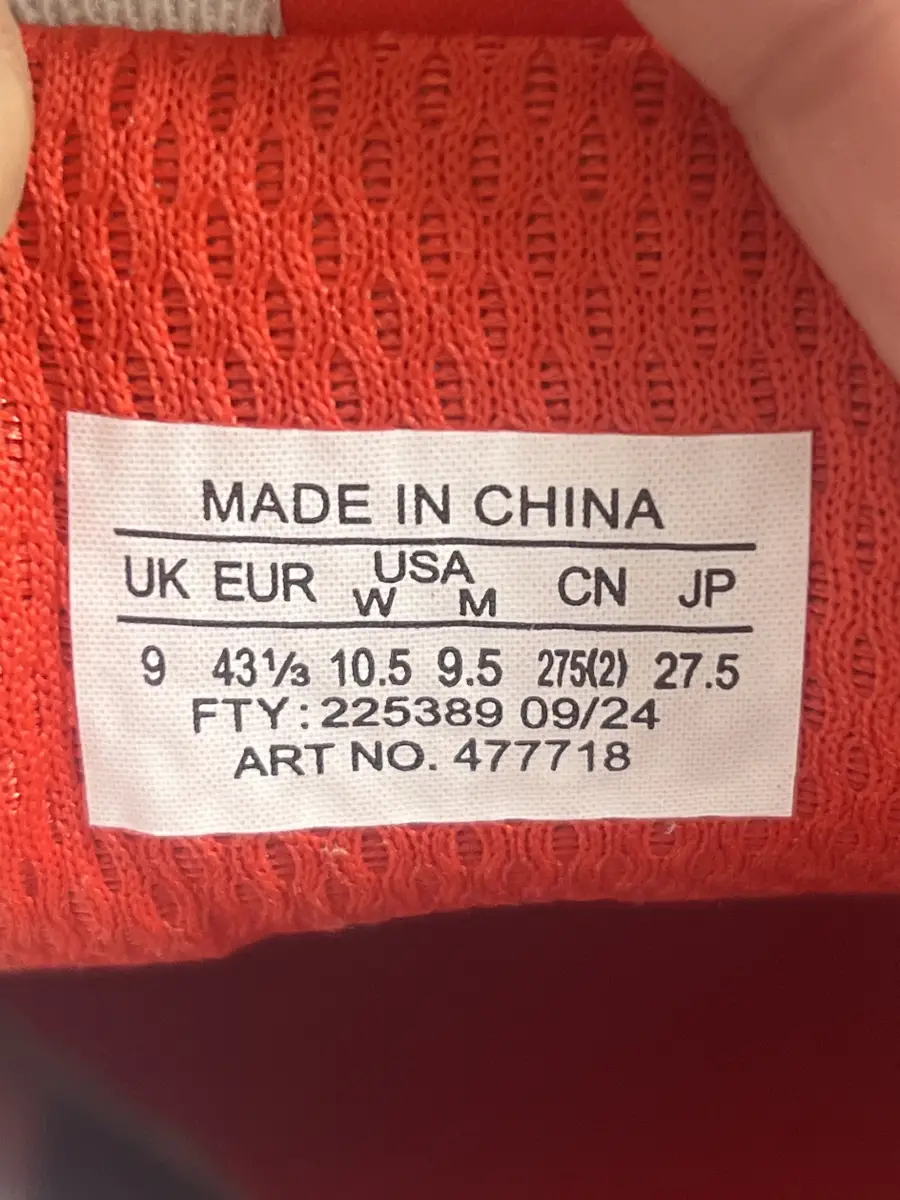 MADE IN CHINA
UK EUR USA CN JP
W M
9 43⅓ 10.5 9.5 275(2) 27.5
FTY: 225389 09/24
ART NO. 477718